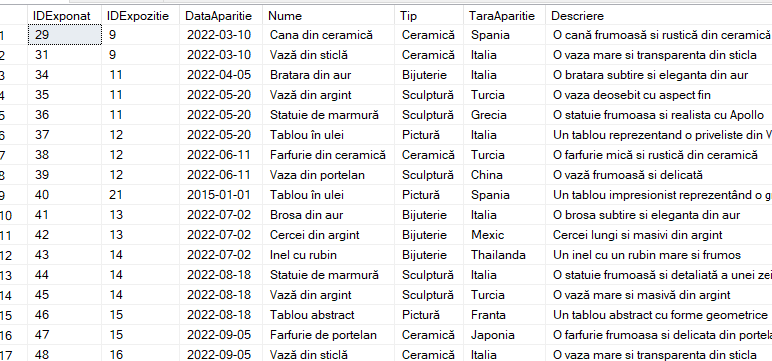 IDExponat IDExpozitie DataAparitie Nume Tip TaraAparitie Descriere
1 29 9 2022-03-10 Cana din ceramică Ceramică Spania O cană frumoasă si rustică din ceramică
2 31 9 2022-03-10 Vază din sticlă Ceramică Italia O vaza mare si transparenta din sticla
3 34 11 2022-04-05 Bratara din aur Bijuterie Italia O bratara subtire si eleganta din aur
4 35 11 2022-05-20 Vază din argint Sculptură Turcia O vaza deosebit cu aspect fin
5 36 11 2022-05-20 Statuie de marmură Sculptură Grecia O statuie frumoasa si realista cu Apollo
6 37 12 2022-05-20 Tablou în ulei Pictură Italia Un tablou reprezentand o priveliste din V
7 38 12 2022-06-11 Farfurie din ceramică Ceramică Turcia O farfurie mică si rustică din ceramică
8 39 12 2022-06-11 Vaza din portelan Sculptură China O vază frumoasă si delicată
9 40 21 2015-01-01 Tablou în ulei Pictură Spania Un tablou impresionist reprezentând o
10 41 13 2022-07-02 Brosa din aur Bijuterie Italia O brosa subtire si eleganta din aur
11 42 13 2022-07-02 Cercei din argint Bijuterie Mexic Cercei lungi si masivi din argint
12 43 14 2022-07-02 Inel cu rubin Bijuterie Thailanda Un inel cu un rubin mare si frumos
13 44 14 2022-08-18 Statuie de marmură Sculptură Italia O statuie frumoasă si detaliată a unei zei
14 45 14 2022-08-18 Vază din argint Sculptură Turcia O vază mare si masivă din argint
15 46 15 2022-08-18 Tablou abstract Pictură Franta Un tablou abstract cu forme geometrice
16 47 15 2022-09-05 Farfurie de portelan Ceramică Japonia O farfurie frumoasa si delicata din portela
17 48 16 2022-09-05 Vază din sticlă Ceramică Italia O vază mare si transparenta din sticla